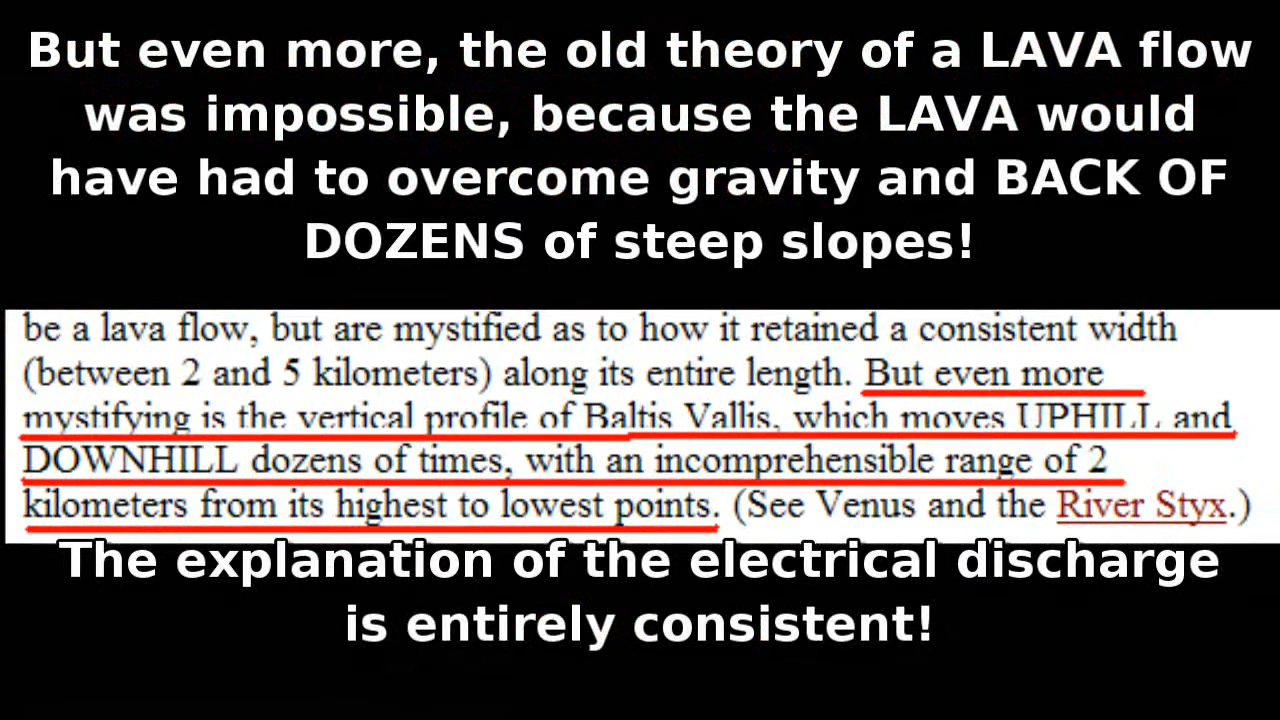 But even more, the old theory of a LAVA flow
was impossible, because the LAVA would
have had to overcome gravity and BACK OF
DOZENS of steep slopes!
be a lava flow, but are mystified as to how it retained a consistent width
(between 2 and 5 kilometers) along its entire length. But even more
mystifying is the vertical profile of Baltis Vallis, which moves UPHILL and
DOWNHILL dozens of times, with an incomprehensible range of 2
kilometers from its highest to lowest points. (See Venus and the River Styx.)
The explanation of the electrical discharge
is entirely consistent!